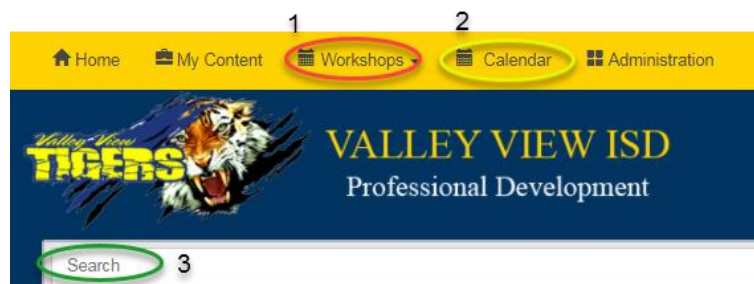 1 2
Home My Content Workshops Calendar Administration
Valley View
TIGERS
VALLEY VIEW ISD
Professional Development
Search 3